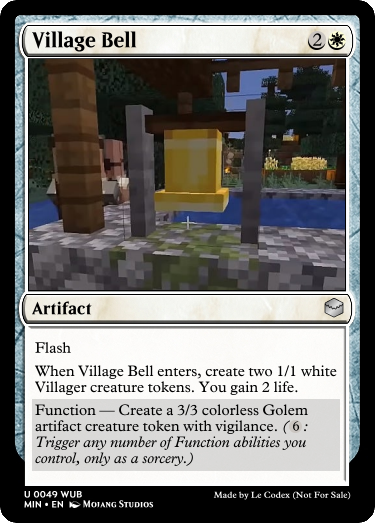 Village Bell 2
Artifact
Flash
When Village Bell enters, create two 1/1 white
Villager creature tokens. You gain 2 life.
Function — Create a 3/3 colorless Golem
artifact creature token with vigilance. ( 6 :
Trigger any number of Function abilities you
control, only as a sorcery.)
U 0049 WUB
MIN • EN Mojang Studios
Made by Le Codex (Not For Sale)